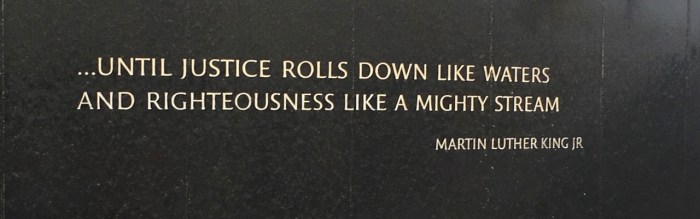 ...UNTIL JUSTICE ROLLS DOWN LIKE WATERS
AND RIGHTEOUSNESS LIKE A MIGHTY STREAM
MARTIN LUTHER KING JR